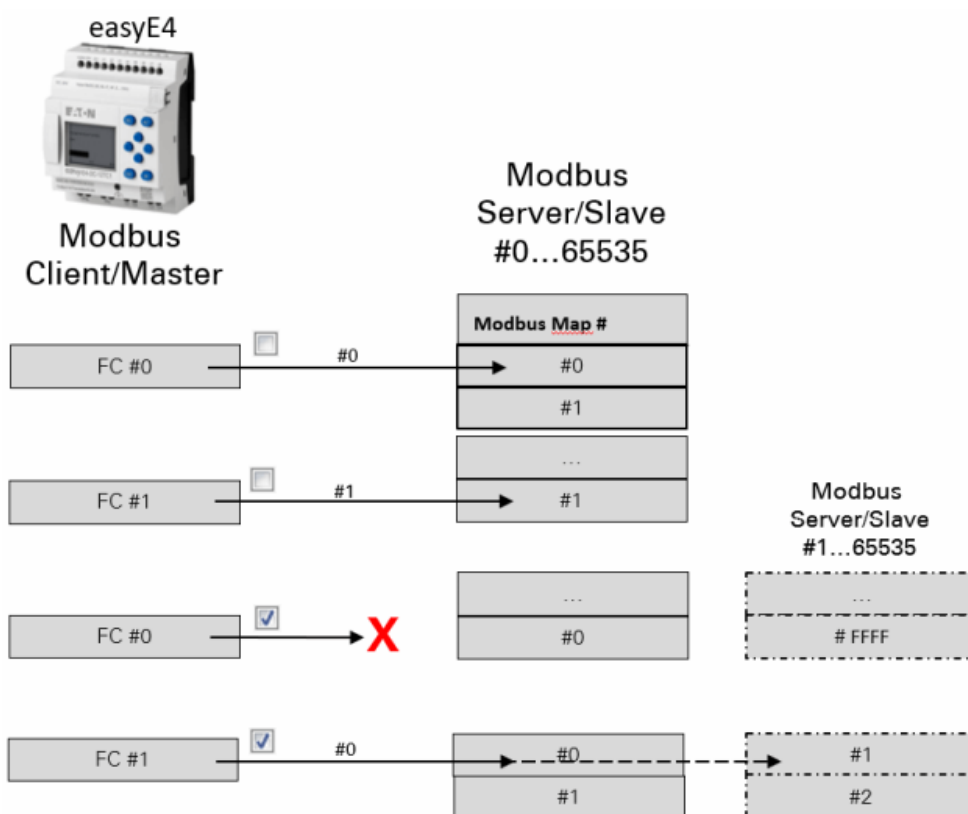 easyE4
E·T·N
Modbus
Client/Master
Modbus
Server/Slave
#0...65535
Modbus Map #
FC #0
#0
#0
#1
...
FC #1
#1
#1
Modbus
Server/Slave
#1...65535
...
...
FC #0
X
#0
# FFFF
FC #1
#0
#0
#1
#1
#2